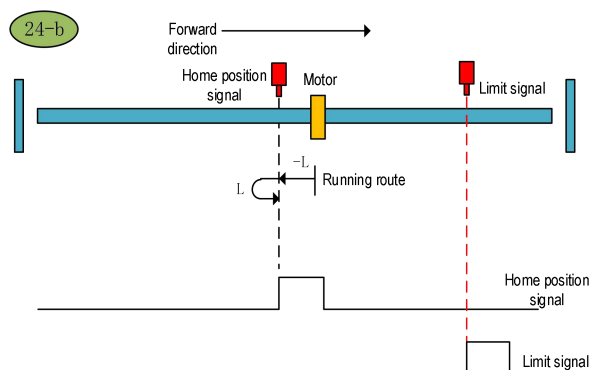 24-b
Forward
direction
Home position
signal
Motor
Limit signal
-L
L
Running route
Home position
signal
Limit signal